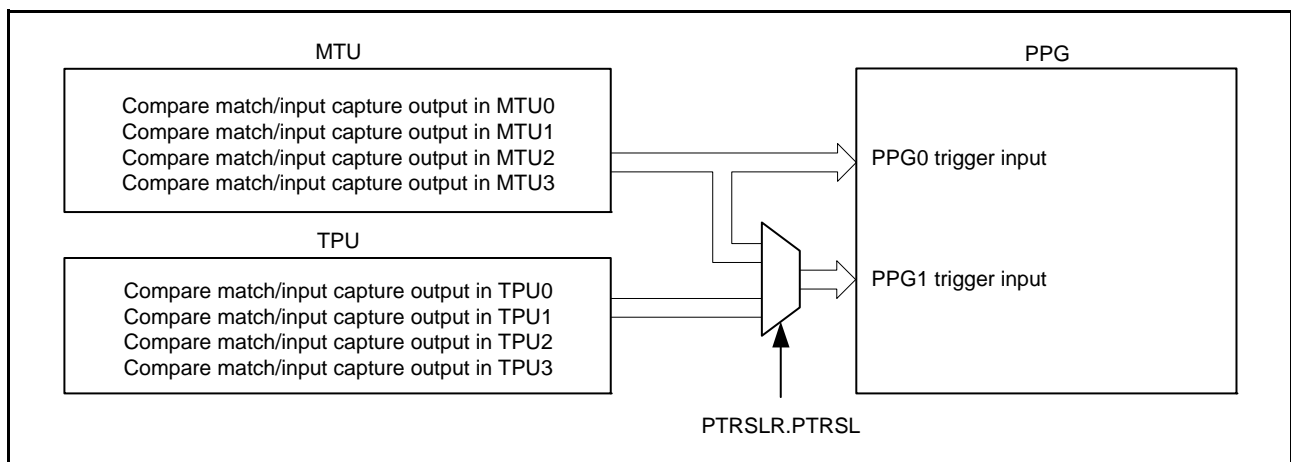 MTU
Compare match/input capture output in MTU0
Compare match/input capture output in MTU1
Compare match/input capture output in MTU2
Compare match/input capture output in MTU3
TPU
Compare match/input capture output in TPU0
Compare match/input capture output in TPU1
Compare match/input capture output in TPU2
Compare match/input capture output in TPU3
PTRSLR.PTRSL
PPG
PPG0 trigger input
PPG1 trigger input